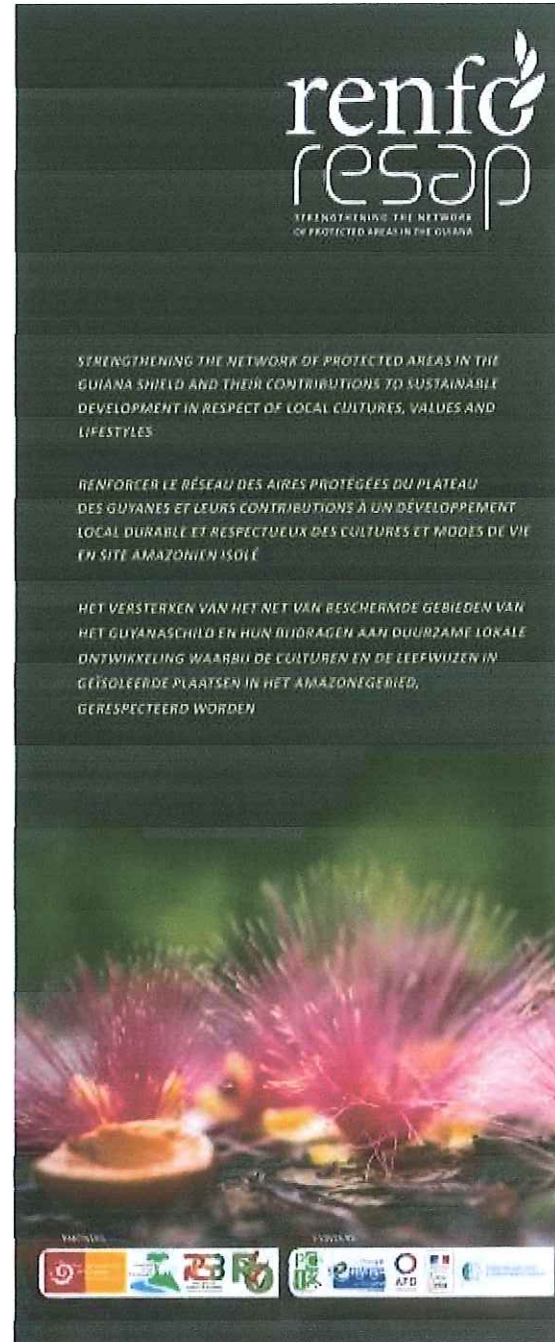 renfo
resap
STRENGTHENING THE NETWORK
OF PROTECTED AREAS IN THE GUIANA
STRENGTHENING THE NETWORK OF PROTECTED AREAS IN THE
GUIANA SHIELD AND THEIR CONTRIBUTIONS TO SUSTAINABLE
DEVELOPMENT IN RESPECT OF LOCAL CULTURES, VALUES AND
LIFESTYLES
RENFORCER LE RÉSEAU DES AIRES PROTÉGÉES DU PLATEAU
DES GUYANES ET LEURS CONTRIBUTIONS À UN DÉVELOPPEMENT
LOCAL DURABLE ET RESPECTUEUX DES CULTURES ET MODES DE VIE
EN SITE AMAZONIEN ISOLÉ
HET VERSTERKEN VAN HET NET VAN BESCHERMDE GEBIEDEN VAN
HET GUYANASCHILD EN HUN BIJDRAGEN AAN DUURZAME LOKALE
ONTWIKKELING WAARBIJ DE CULTUREN EN DE LEEFWIJZEN IN
GEÏSOLEERDE PLAATSEN IN HET AMAZONEGEBIED,
GERESPECTEERD WORDEN
AFD